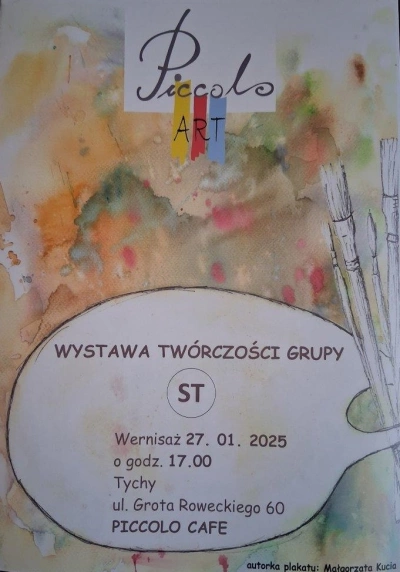 Piccolo
ART
WYSTAWA TWÓRCZOŚCI GRUPY
ST
Wernisaż 27. 01. 2025
o godz. 17.00
Tychy
ul. Grota Roweckiego 60
PICCOLO CAFE
autorka plakatu: Małgorzata Kucia